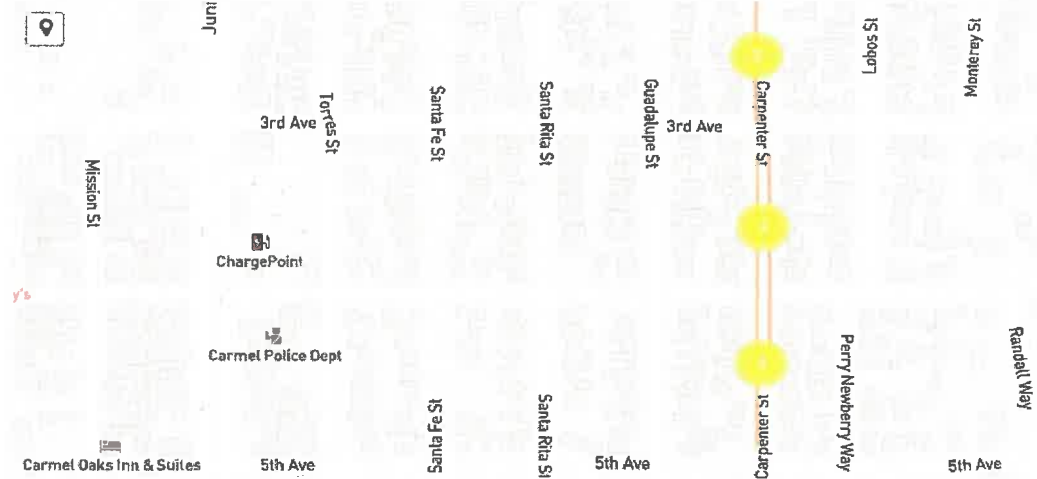 Juni
Lobos St
Monterey St
Torres St
Santa Fe St
Santa Rita St
Guadalupe St
Carpenter St
3rd Ave
3rd Ave
Mission St
ChargePoint
y's
Carmel Police Dept
Perry Newberry Way
Randall Way
Santa Fe St
Santa Rita St
Carpenter St
Carmel Oaks Inn & Suites
5th Ave
5th Ave
5th Ave